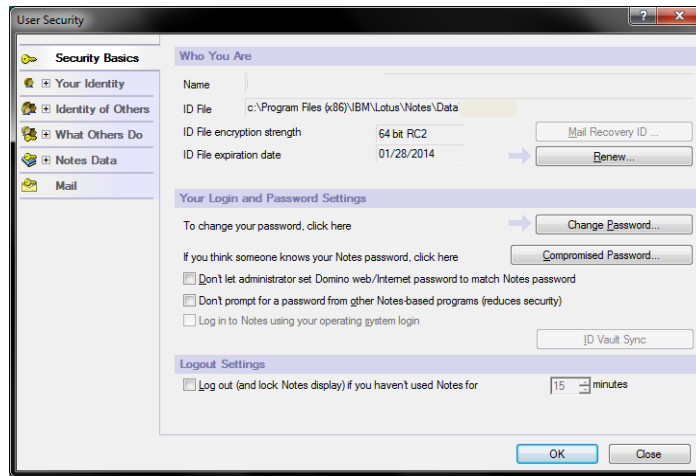 User Security
Security Basics
Your Identity
Identity of Others
What Others Do
Notes Data
Mail
Who You Are
Name
ID File c:\Program Files (x86)\IBM\Lotus\Notes\Data
ID File encryption strength 64 bit RC2 Mail Recovery ID ...
ID File expiration date 01/28/2014 Renew...
Your Login and Password Settings
To change your password, click here Change Password...
If you think someone knows your Notes password, click here Compromised Password...
Don't let administrator set Domino web/Internet password to match Notes password
Don't prompt for a password from other Notes-based programs (reduces security)
Log in to Notes using your operating system login
ID Vault Sync
Logout Settings
Log out (and lock Notes display) if you haven't used Notes for 15 minutes
OK Close